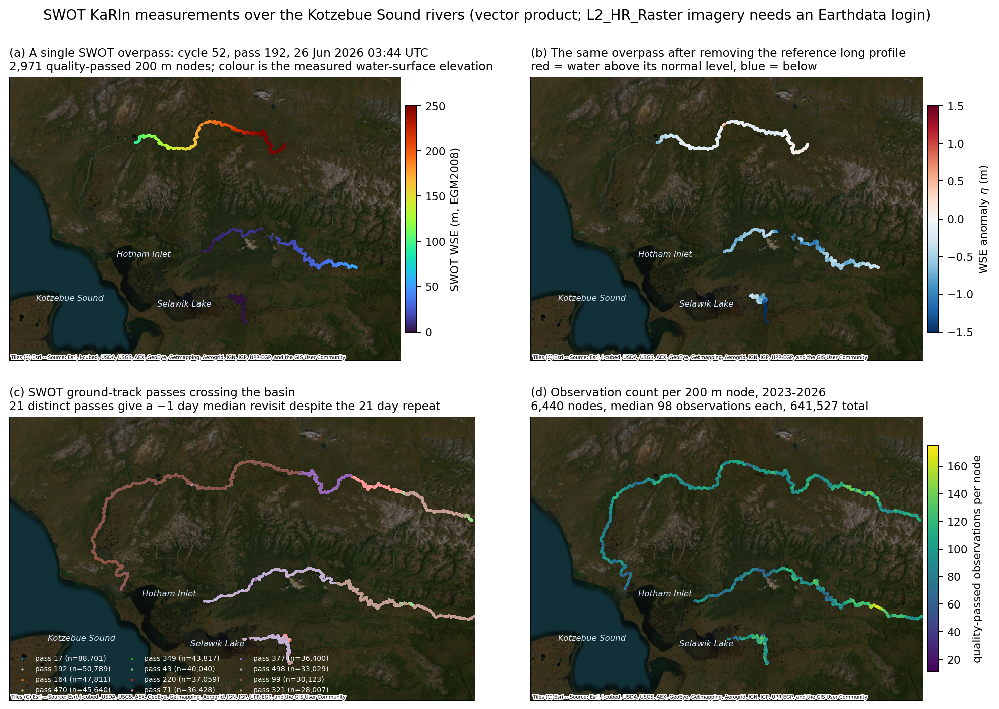 SWOT KaRIn measurements over the Kotzebue Sound rivers (vector product; L2_HR_Raster imagery needs an Earthdata login)
(a) A single SWOT overpass: cycle 52, pass 192, 26 Jun 2026 03:44 UTC
2,971 quality-passed 200 m nodes; colour is the measured water-surface elevation
Hotham Inlet
Kotzebue Sound
Selawik Lake
Tiles (C) Esri -- Source: Esri, i-cubed, USDA, USGS, AEX, GeoEye, Getmapping, Aerogrid, IGN, IGP, UPR-EGP, and the GIS User Community
250
200
150
100
50
0
SWOT WSE (m, EGM2008)
(b) The same overpass after removing the reference long profile
red = water above its normal level, blue = below
Hotham Inlet
Kotzebue Sound
Selawik Lake
Tiles (C) Esri -- Source: Esri, i-cubed, USDA, USGS, AEX, GeoEye, Getmapping, Aerogrid, IGN, IGP, UPR-EGP, and the GIS User Community
1.5
1.0
0.5
0.0
−0.5
−1.0
−1.5
WSE anomaly η (m)
(c) SWOT ground-track passes crossing the basin
21 distinct passes give a ~1 day median revisit despite the 21 day repeat
Hotham Inlet
Kotzebue Sound
Selawik Lake
pass 17 (n=88,701)
pass 192 (n=50,789)
pass 164 (n=47,811)
pass 470 (n=45,640)
pass 349 (n=43,817)
pass 43 (n=40,040)
pass 220 (n=37,059)
pass 71 (n=36,428)
pass 377 (n=36,400)
pass 498 (n=33,029)
pass 99 (n=30,123)
pass 321 (n=28,007)
Tiles (C) Esri -- Source: Esri, i-cubed, USDA, USGS, AEX, GeoEye, Getmapping, Aerogrid, IGN, IGP, UPR-EGP, and the GIS User Community
(d) Observation count per 200 m node, 2023-2026
6,440 nodes, median 98 observations each, 641,527 total
Hotham Inlet
Kotzebue Sound
Selawik Lake
Tiles (C) Esri -- Source: Esri, i-cubed, USDA, USGS, AEX, GeoEye, Getmapping, Aerogrid, IGN, IGP, UPR-EGP, and the GIS User Community
160
140
120
100
80
60
40
20
quality-passed observations per node